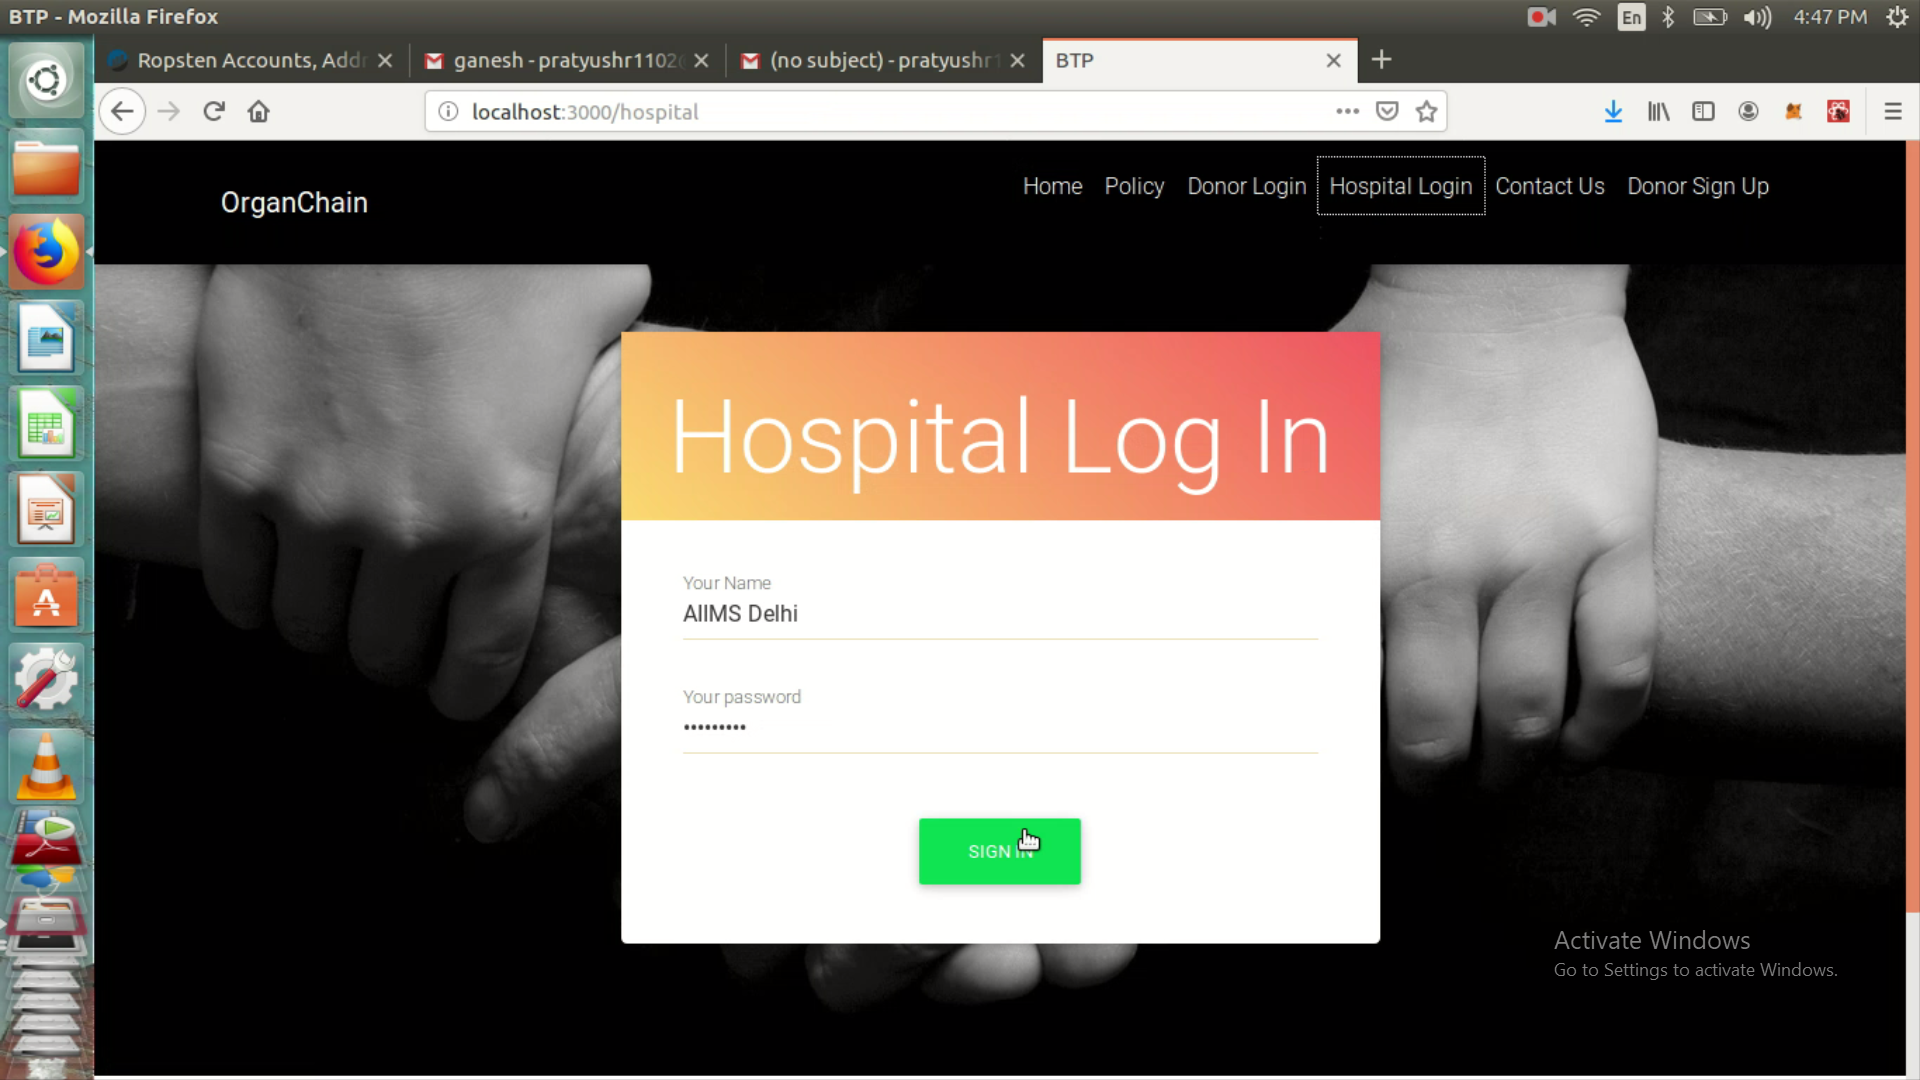 BTP - Mozilla Firefox
En
4:47 PM
Ropsten Accounts, Addr
ganesh - pratyushr1102
(no subject) - pratyushr1
BTP
localhost:3000/hospital
OrganChain
Home
Policy
Donor Login
Hospital Login
Contact Us
Donor Sign Up
Hospital Log In
Your Name
AIIMS Delhi
Your password
•••••••••
SIGN IN
Activate Windows
Go to Settings to activate Windows.